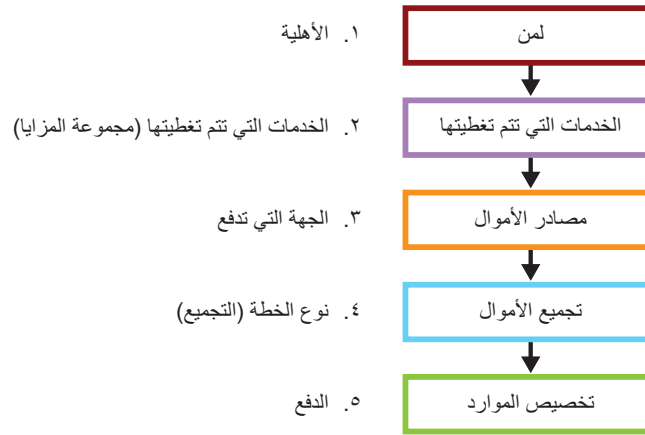 لمن
١. الأهلية
الخدمات التي تتم تغطيتها
٢. الخدمات التي تتم تغطيتها (مجموعة المزايا)
مصادر الأموال
٣. الجهة التي تدفع
تجميع الأموال
٤. نوع الخطة (التجميع)
تخصيص الموارد
٥. الدفع